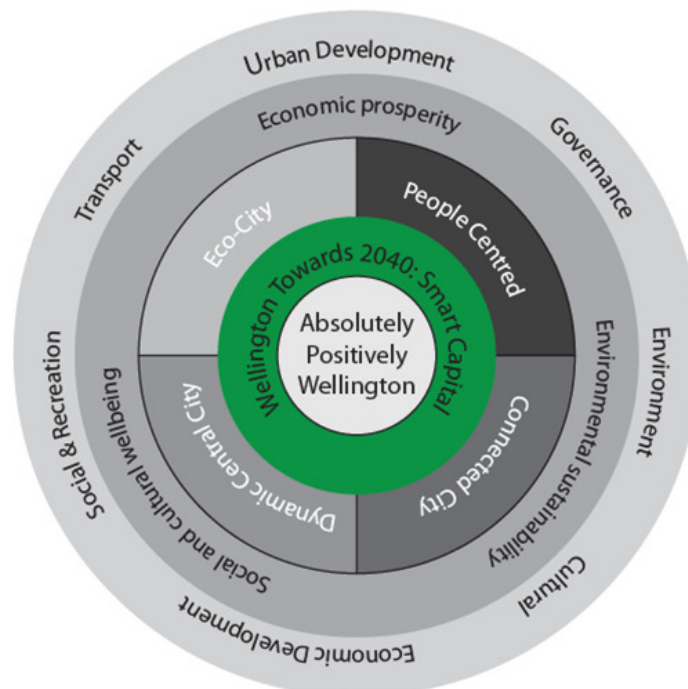 Urban Development
Governance
Environment
Cultural
Economic Development
Social & Recreation
Transport
Economic prosperity
Environmental sustainability
Social and cultural wellbeing
Eco-City
People Centred
Connected City
Dynamic Central City
Wellington Towards 2040: Smart Capital
Absolutely
Positively
Wellington